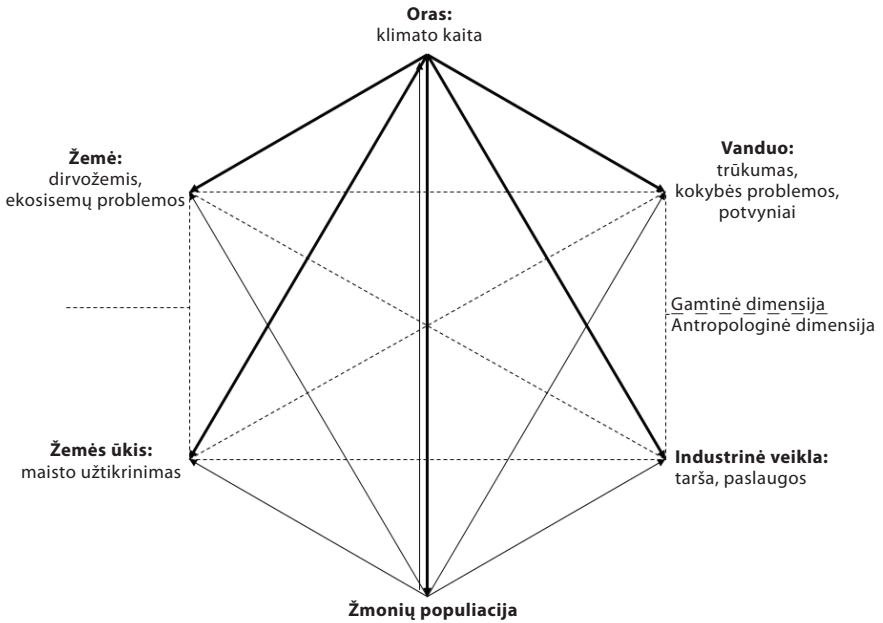 Oras:
klimato kaita
Žemė:
dirvožemis,
ekosisemų problemos
Vanduo:
trūkumas,
kokybės problemos,
potvyniai
Gamtinė dimensija
Antropologinė dimensija
Žemės ūkis:
maisto užtikrinimas
Industrinė veikla:
tarša, paslaugos
Žmonių populiacija